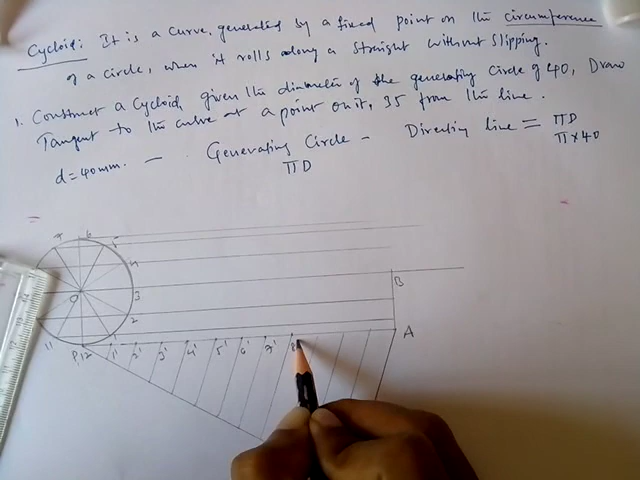 Cycloid: It is a curve generated by a fixed point on the circumference
of a circle, when it rolls along a straight without slipping.
1. Construct a cycloid given the diameter of the generating circle of 40, Draw
Tangent to the curve at a point on it, 35 from the line.
d=40mm. — Generating Circle — Directing line = πD
πD π×40
6 5
4
O 3 B
2
11 1 A
P,12 1' 2' 3' 4' 5' 6' 7' 8'